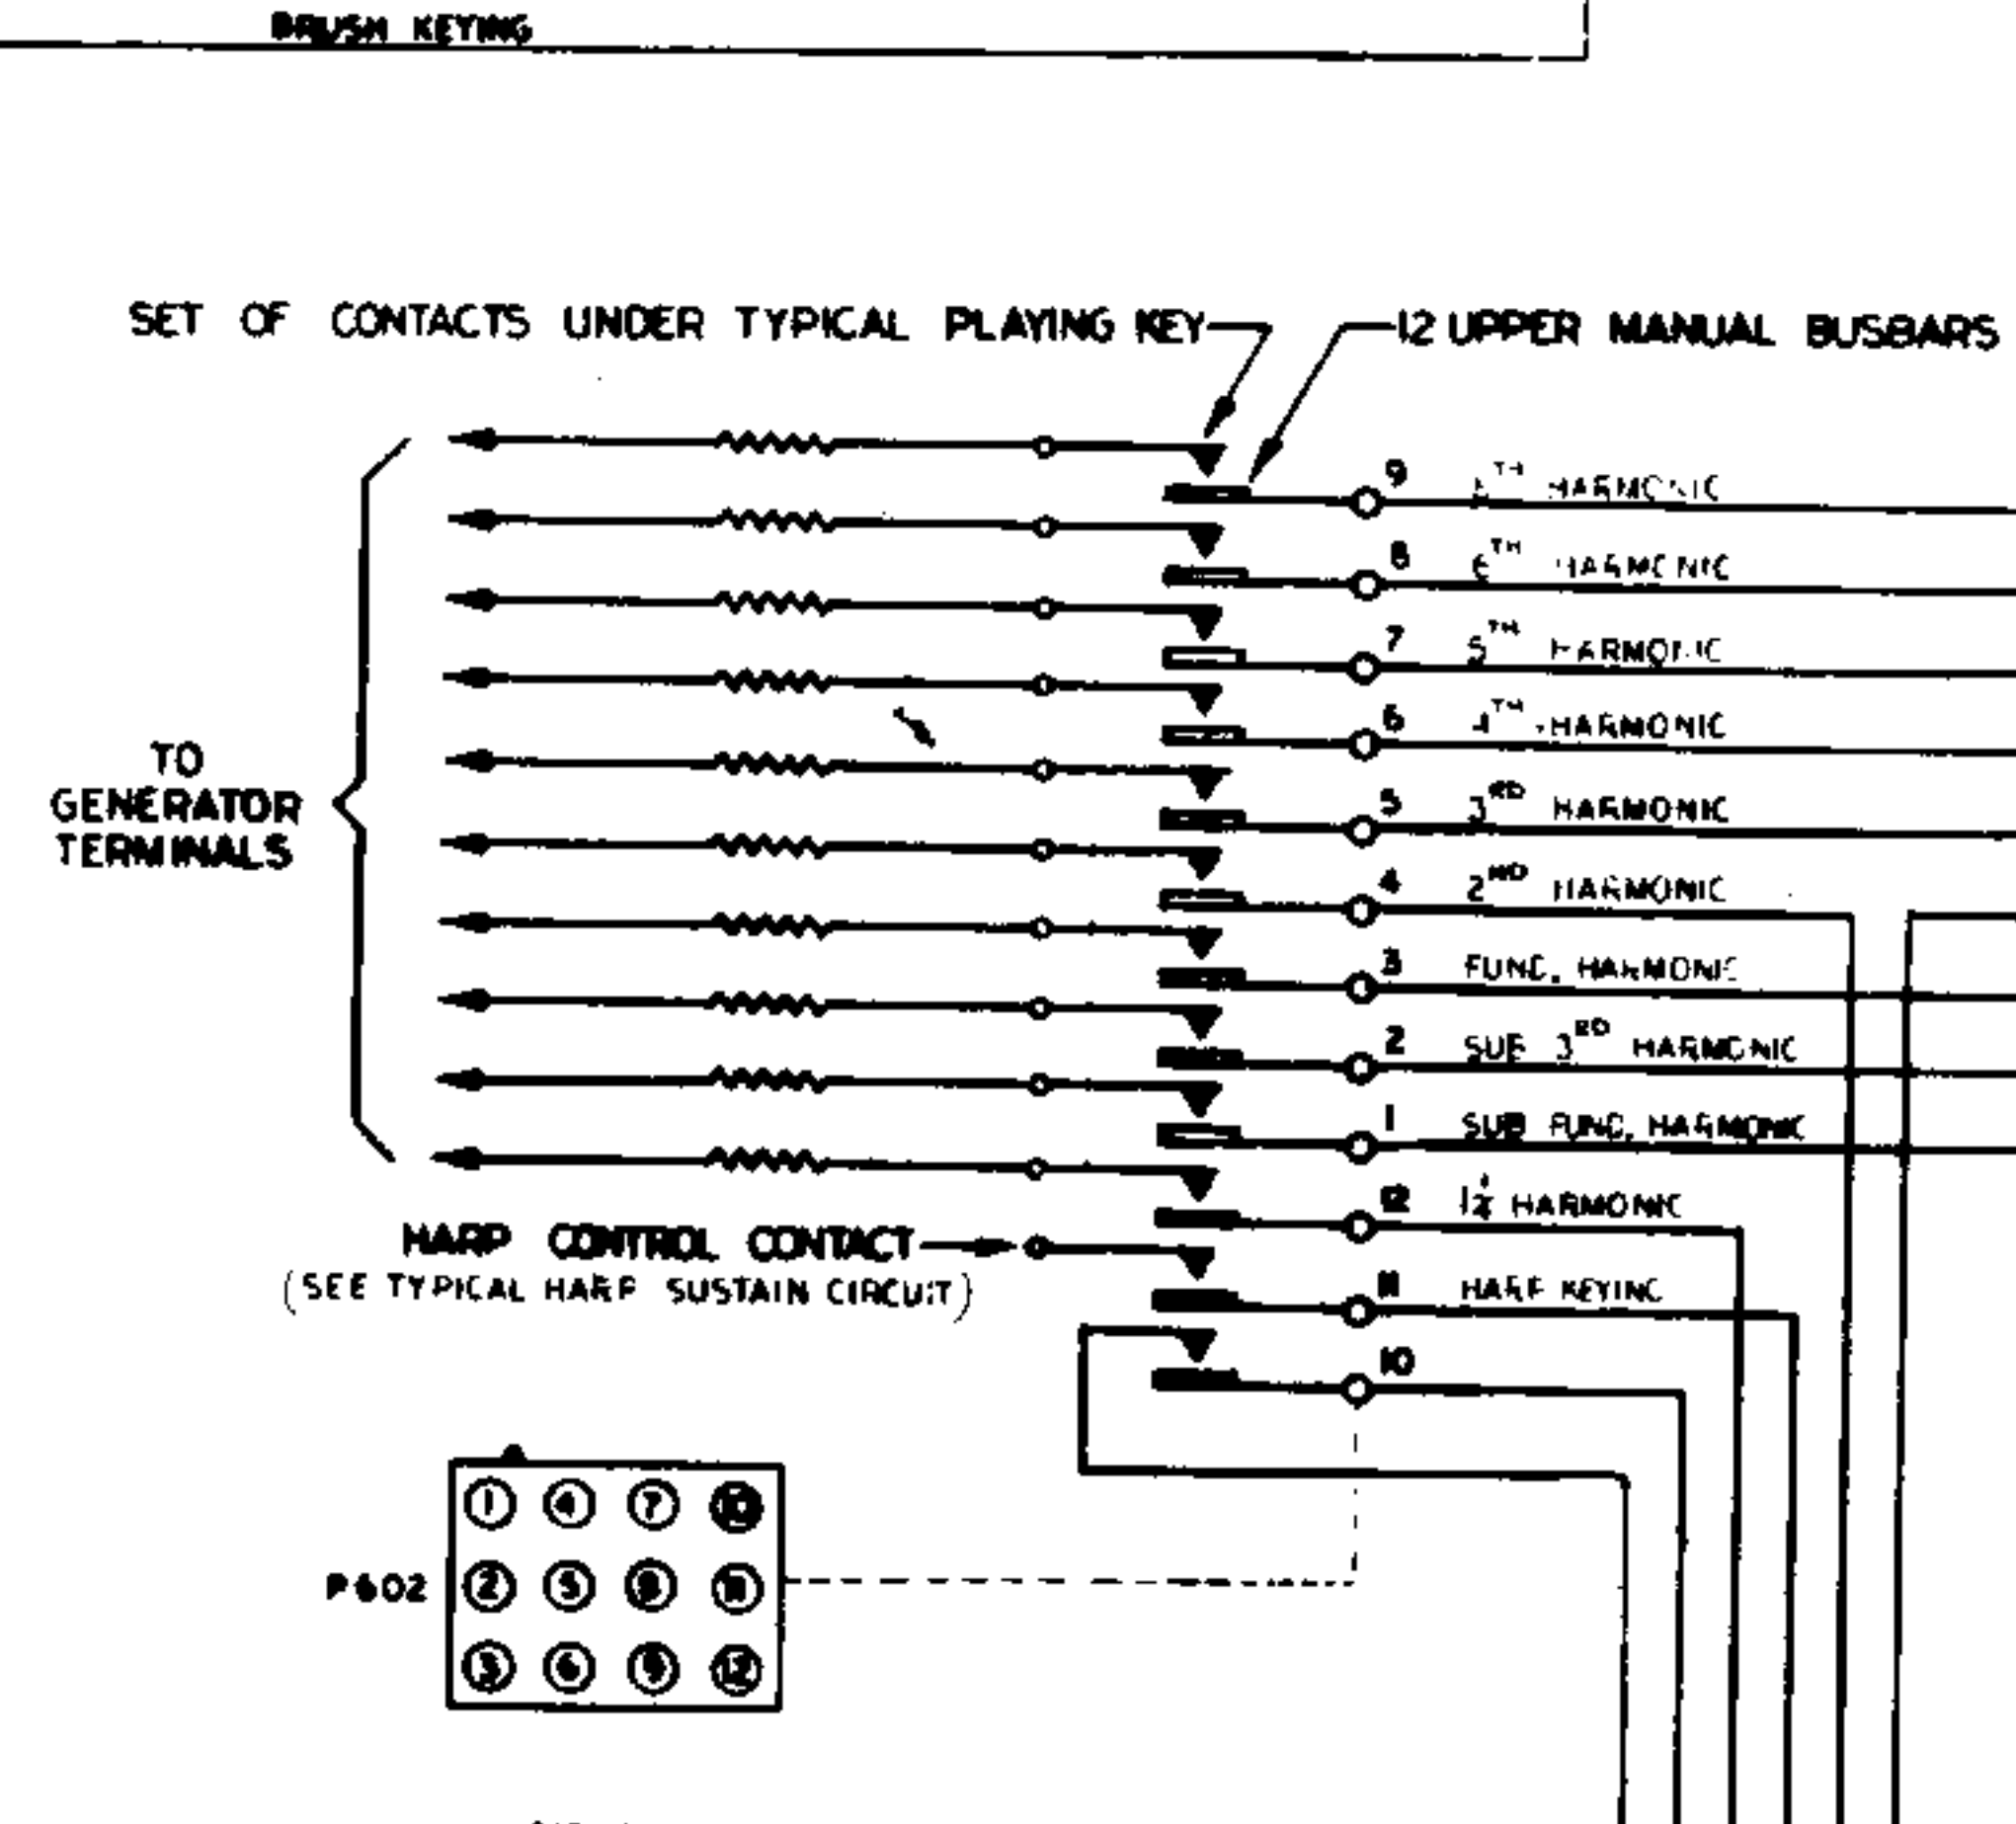 BRUSH KEYING
SET OF CONTACTS UNDER TYPICAL PLAYING KEY
12 UPPER MANUAL BUSBARS
9 TH HARMONIC
8 6TH HARMONIC
7 5TH HARMONIC
6 4TH HARMONIC
5 3RD HARMONIC
4 2ND HARMONIC
3 FUND. HARMONIC
2 SUB 3RD HARMONIC
1 SUB FUND. HARMONIC
12 HARMONIC
11 HARP KEYING
10
TO
GENERATOR
TERMINALS
HARP CONTROL CONTACT
(SEE TYPICAL HARP SUSTAIN CIRCUIT)
P602
1 4 7 10
2 5 8 11
3 6 9 12